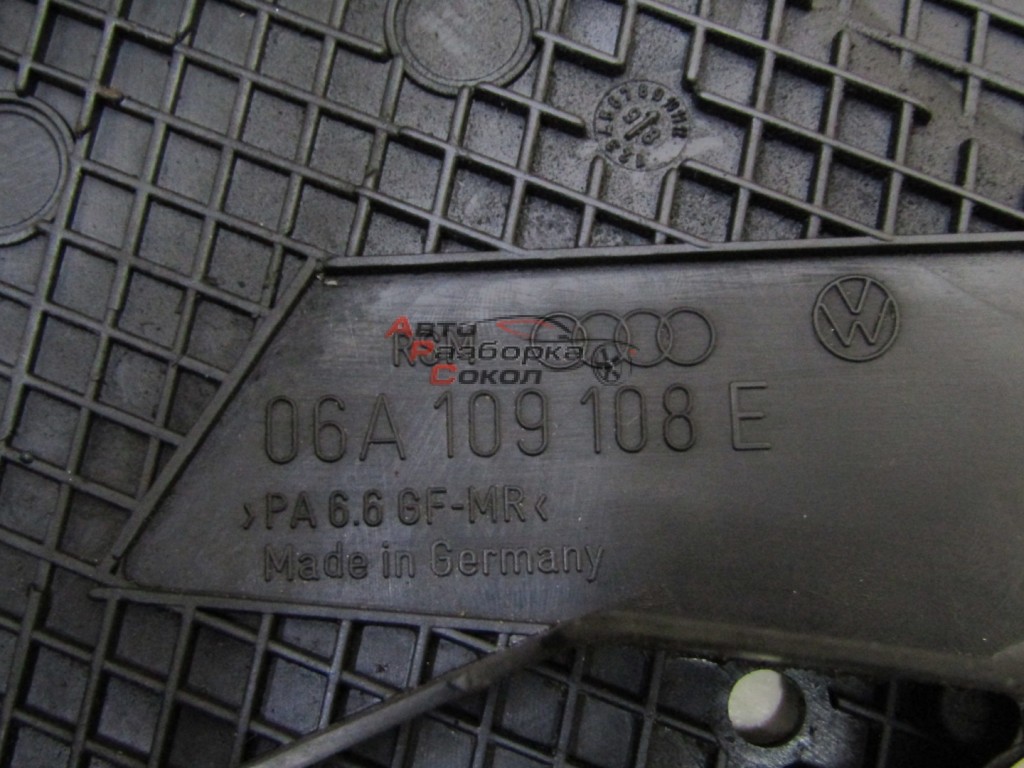 Авто
Разборка
Сокол
06A 109 108 E
>PA 6.6 GF-MR<
Made in Germany